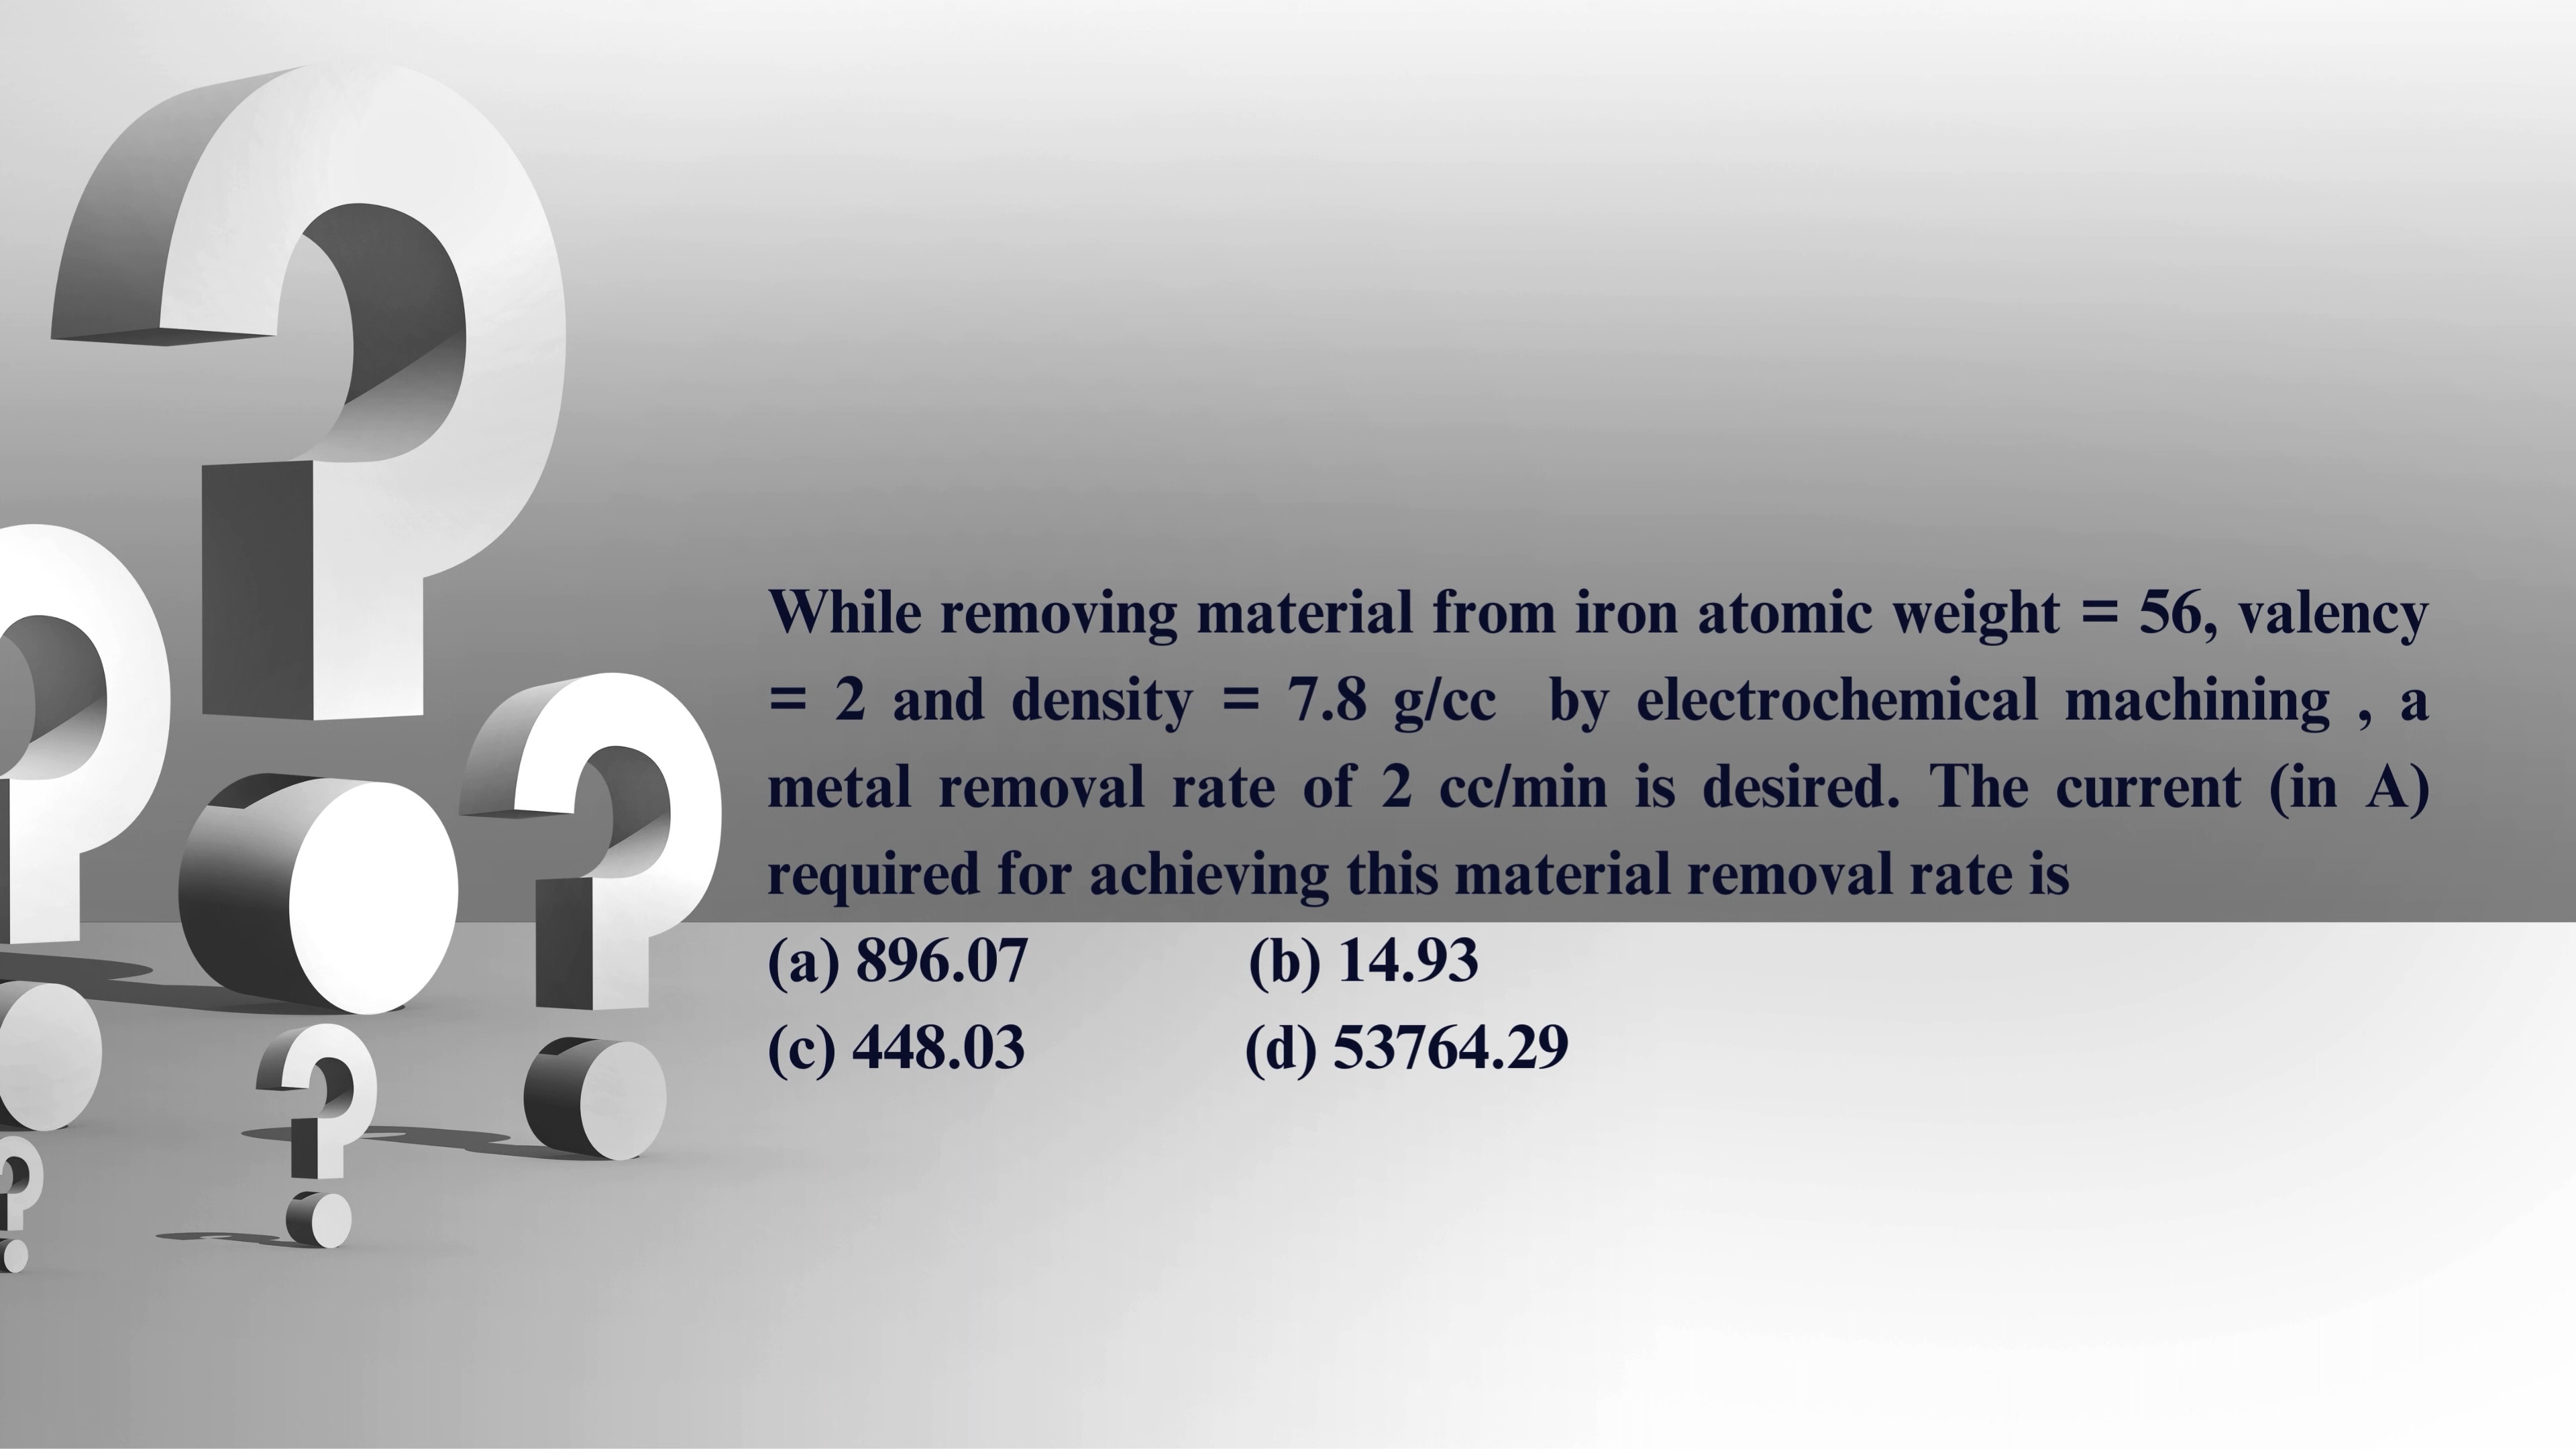 While removing material from iron atomic weight = 56, valency
= 2 and density = 7.8 g/cc by electrochemical machining , a
metal removal rate of 2 cc/min is desired. The current (in A)
required for achieving this material removal rate is
(a) 896.07 (b) 14.93
(c) 448.03 (d) 53764.29